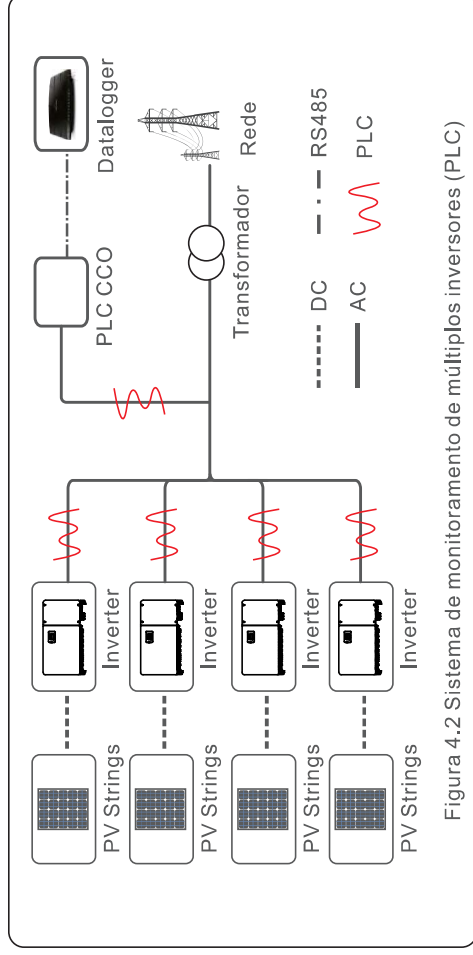 PV Strings
Inverter
PV Strings
Inverter
PV Strings
Inverter
PV Strings
Inverter
PLC CCO
Datalogger
Transformador
Rede
DC
RS485
AC
PLC
Figura 4.2 Sistema de monitoramento de múltiplos inversores (PLC)